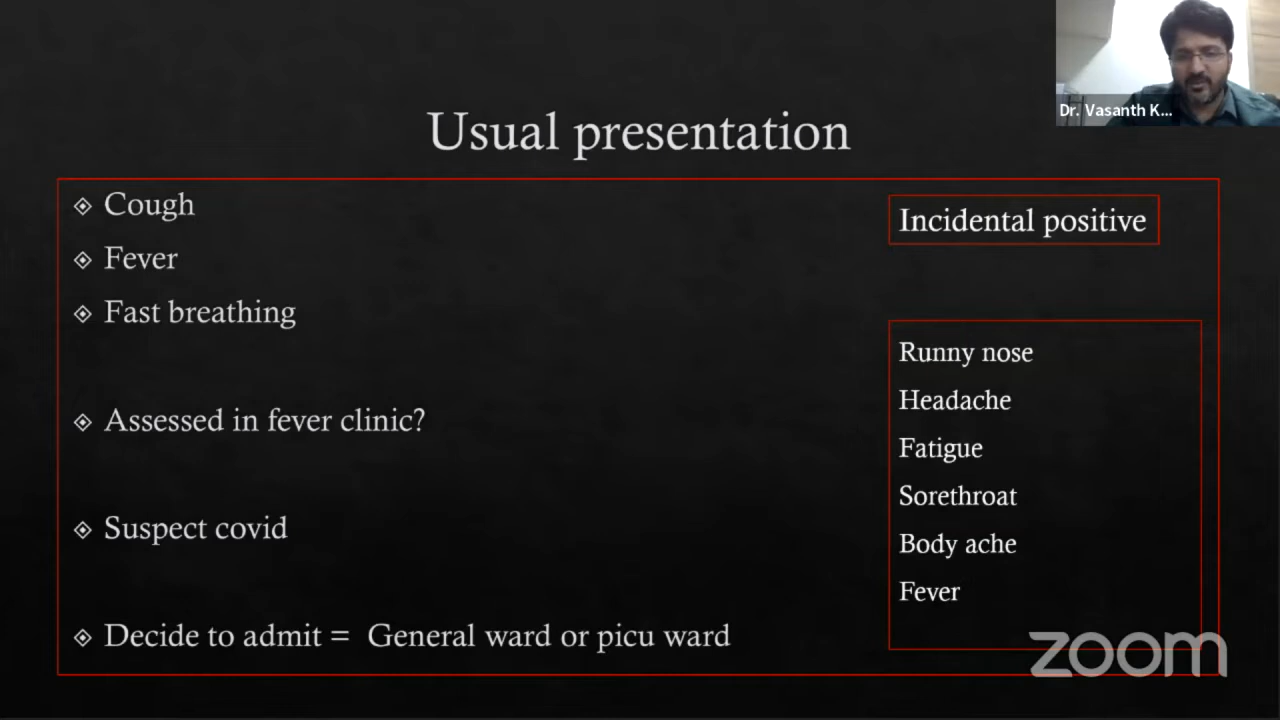 Dr. Vasanth K...
Usual presentation
Cough
Fever
Fast breathing
Assessed in fever clinic?
Suspect covid
Decide to admit = General ward or picu ward
Incidental positive
Runny nose
Headache
Fatigue
Sorethroat
Body ache
Fever
zoom